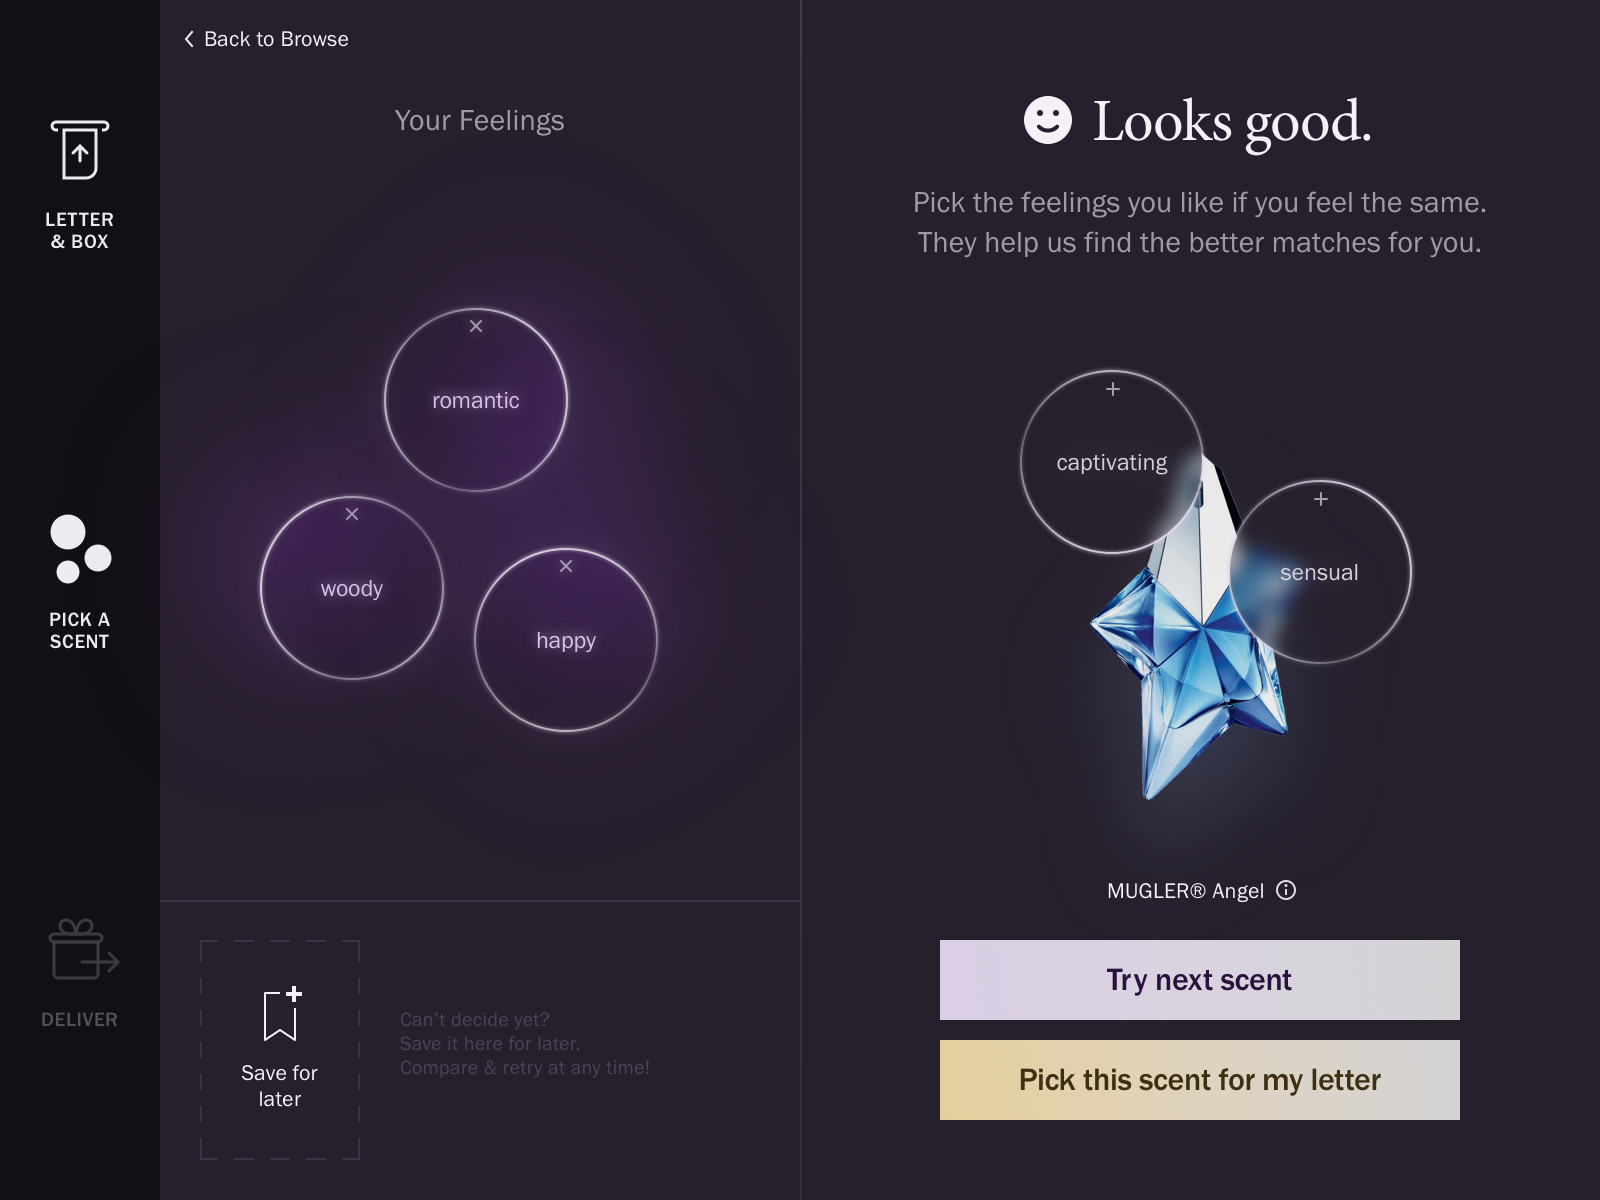 Back to Browse
LETTER
& BOX
PICK A
SCENT
DELIVER
Your Feelings
romantic
woody
happy
Save for
later
Can't decide yet?
Save it here for later.
Compare & retry at any time!
Looks good.
Pick the feelings you like if you feel the same.
They help us find the better matches for you.
captivating
sensual
MUGLER® Angel
Try next scent
Pick this scent for my letter